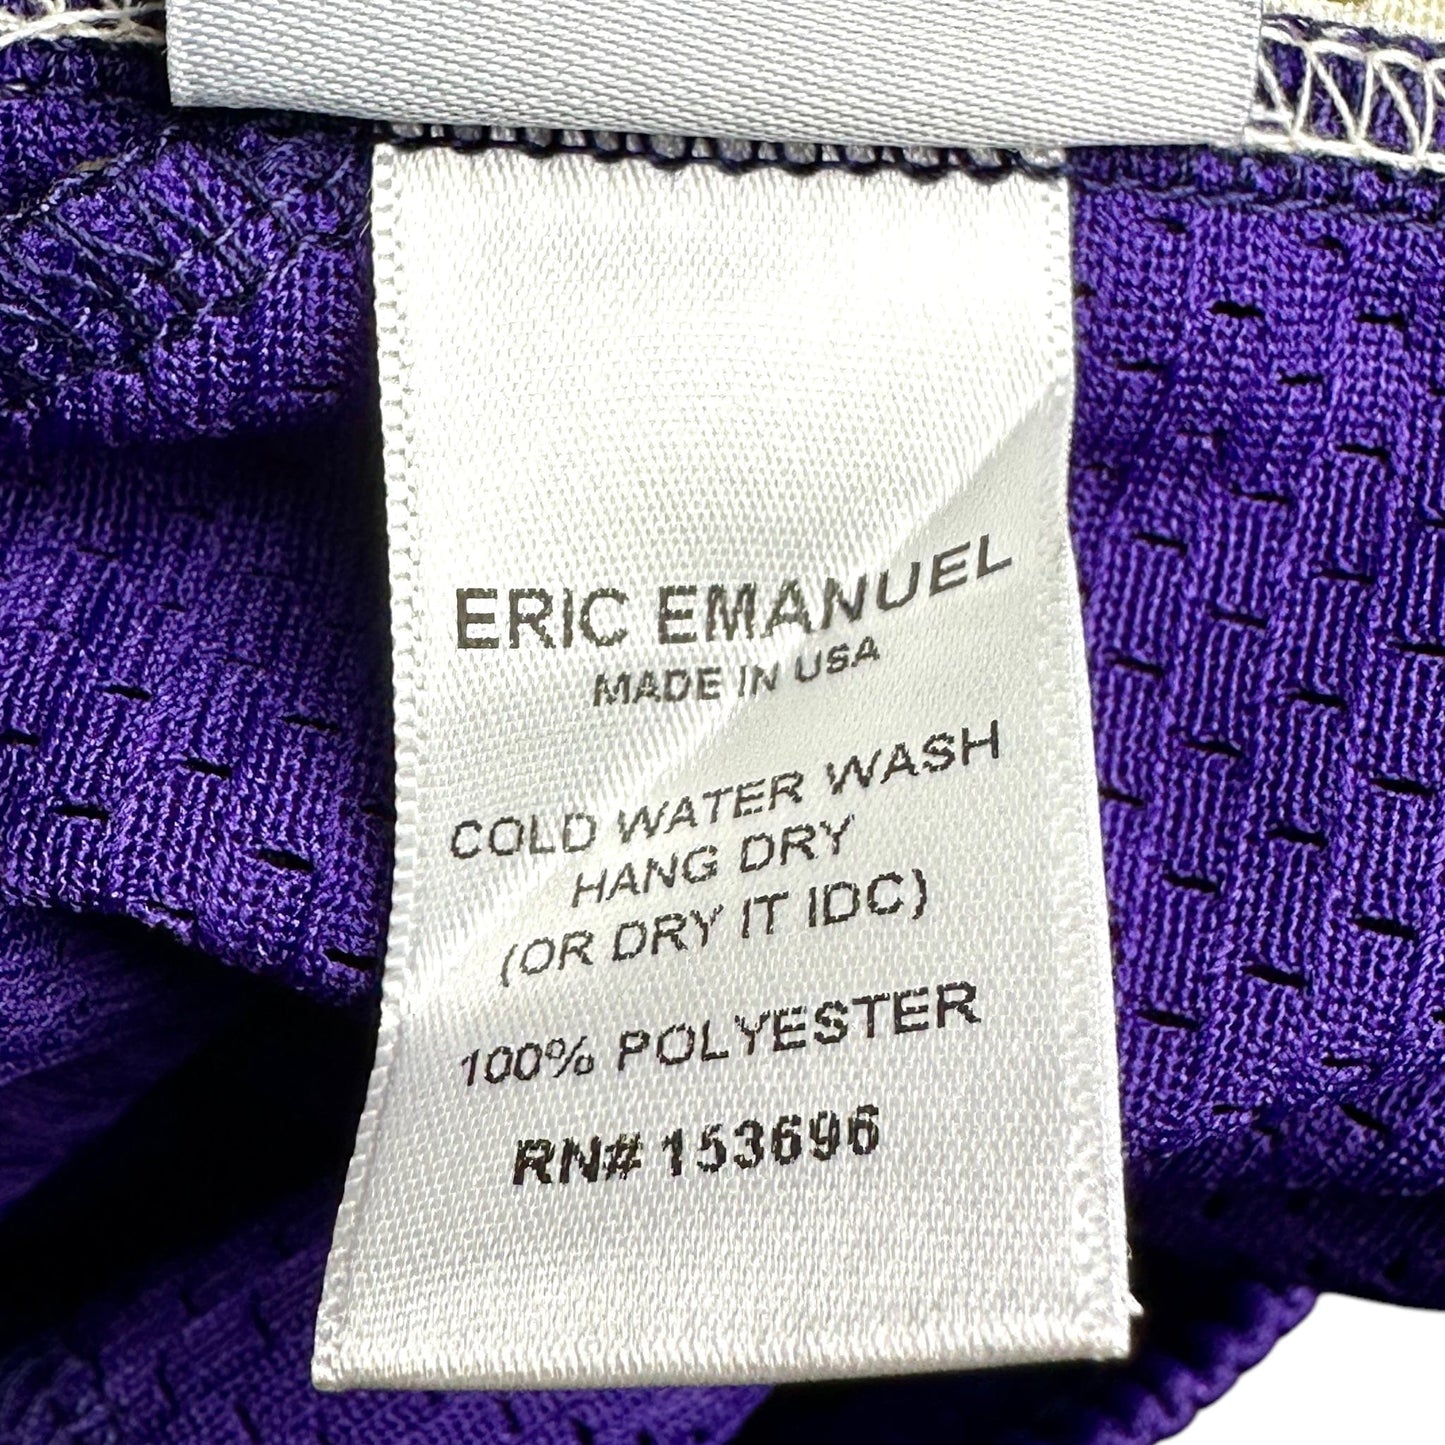 ERIC EMANUEL
MADE IN USA
COLD WATER WASH
HANG DRY
(OR DRY IT IDC)
100% POLYESTER
RN# 153696